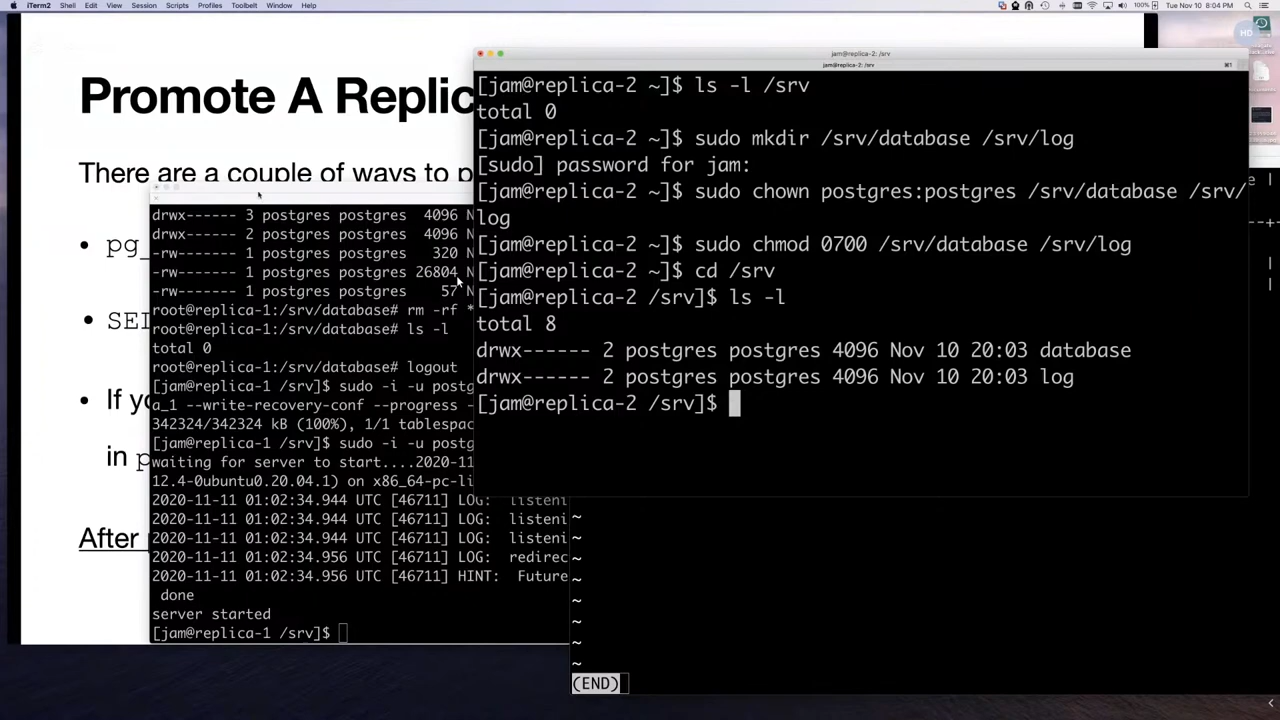 iTerm2 Shell Edit View Session Scripts Profiles Toolbelt Window Help
100% Tue Nov 10 8:04 PM
HD
Promote A Replic
There are a couple of ways to p
pg_
SEL
If yo
in p
After
jam@replica-2: /srv
jam@replica-2: /srv
⌘1
[jam@replica-2 ~]$ ls -l /srv
total 0
[jam@replica-2 ~]$ sudo mkdir /srv/database /srv/log
[sudo] password for jam:
[jam@replica-2 ~]$ sudo chown postgres:postgres /srv/database /srv/
log
[jam@replica-2 ~]$ sudo chmod 0700 /srv/database /srv/log
[jam@replica-2 ~]$ cd /srv
[jam@replica-2 /srv]$ ls -l
total 8
drwx------ 2 postgres postgres 4096 Nov 10 20:03 database
drwx------ 2 postgres postgres 4096 Nov 10 20:03 log
[jam@replica-2 /srv]$
drwx------ 3 postgres postgres 4096 N
drwx------ 2 postgres postgres 4096 N
-rw------- 1 postgres postgres 320 N
-rw------- 1 postgres postgres 26804 N
-rw------- 1 postgres postgres 57 N
root@replica-1:/srv/database# rm -rf *
root@replica-1:/srv/database# ls -l
total 0
root@replica-1:/srv/database# logout
[jam@replica-1 /srv]$ sudo -i -u postg
a_1 --write-recovery-conf --progress -
342324/342324 kB (100%), 1/1 tablespac
[jam@replica-1 /srv]$ sudo -i -u postg
waiting for server to start....2020-11
12.4-0ubuntu0.20.04.1) on x86_64-pc-li
2020-11-11 01:02:34.944 UTC [46711] LOG: listeni
2020-11-11 01:02:34.944 UTC [46711] LOG: listeni
2020-11-11 01:02:34.944 UTC [46711] LOG: listeni
2020-11-11 01:02:34.956 UTC [46711] LOG: redirec
2020-11-11 01:02:34.956 UTC [46711] HINT: Future
done
server started
[jam@replica-1 /srv]$
~
~
~
~
~
~
~
~
(END)